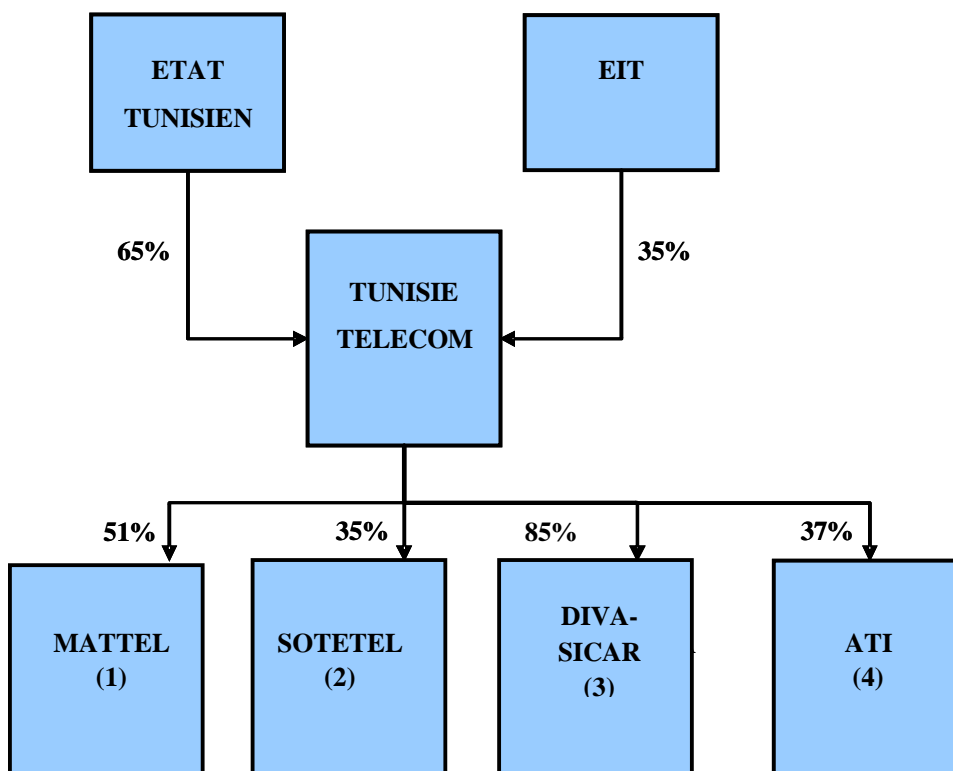 ETAT
TUNISIEN
EIT
65%
35%
TUNISIE
TELECOM
51%
35%
85%
37%
MATTEL
(1)
SOTETEL
(2)
DIVA-
SICAR
(3)
ATI
(4)